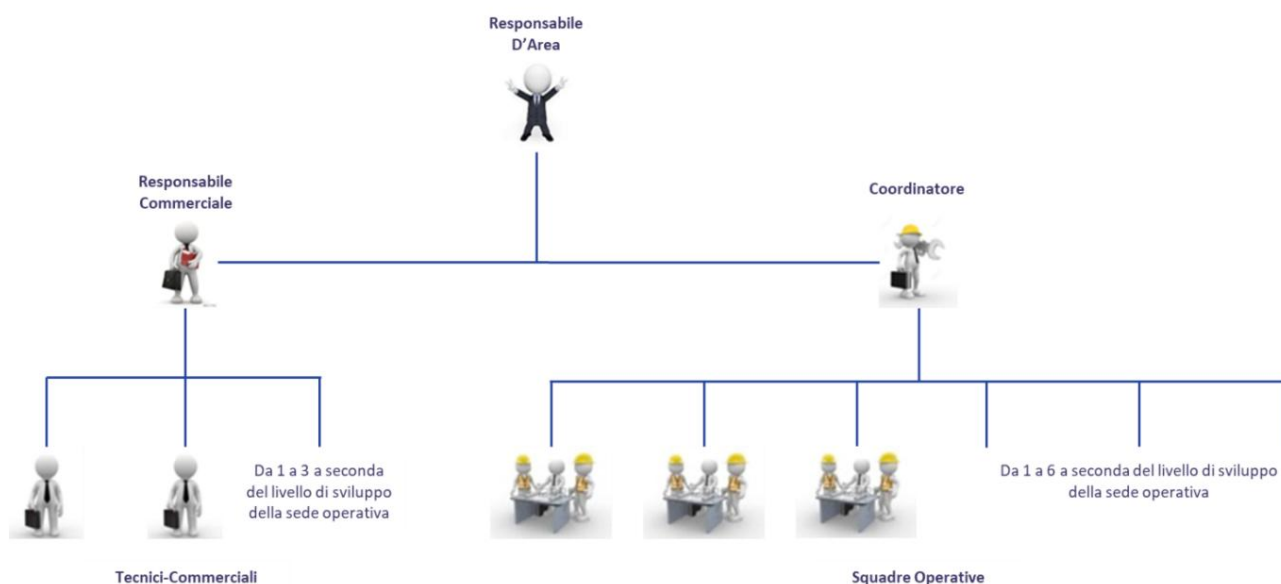 Responsabile
D'Area
Responsabile
Commerciale
Coordinatore
Da 1 a 3 a seconda
del livello di sviluppo
della sede operativa
Da 1 a 6 a seconda del livello di sviluppo
della sede operativa
Tecnici-Commerciali
Squadre Operative